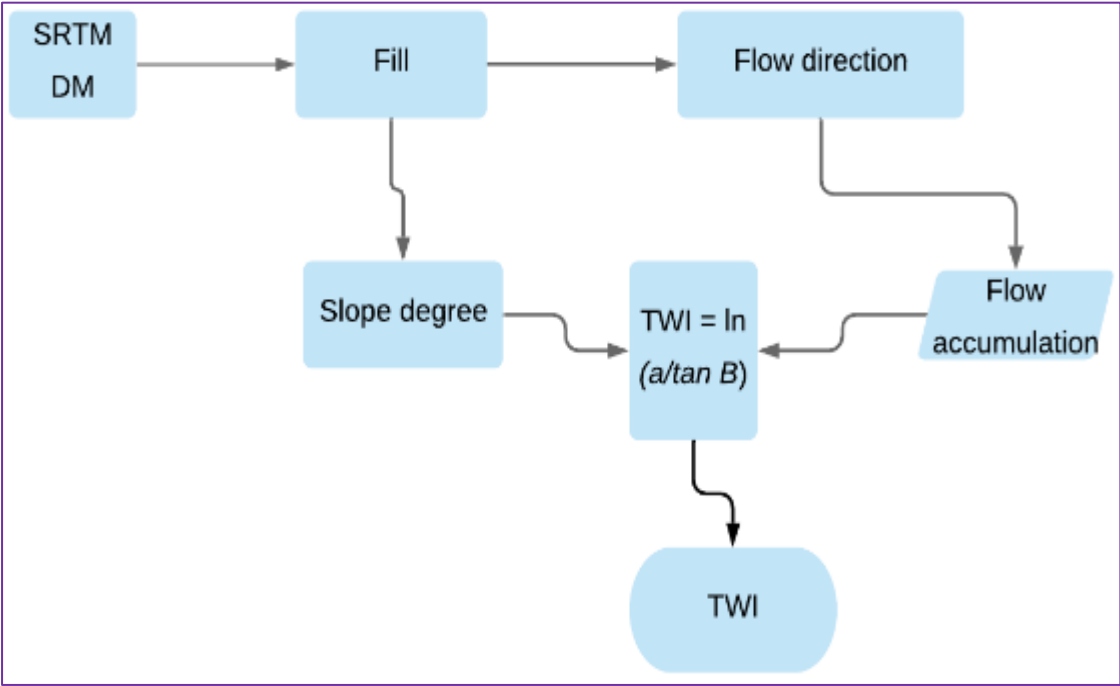 SRTM
DM
Fill
Flow direction
Slope degree
TWI = ln
(a/tan B)
Flow
accumulation
TWI